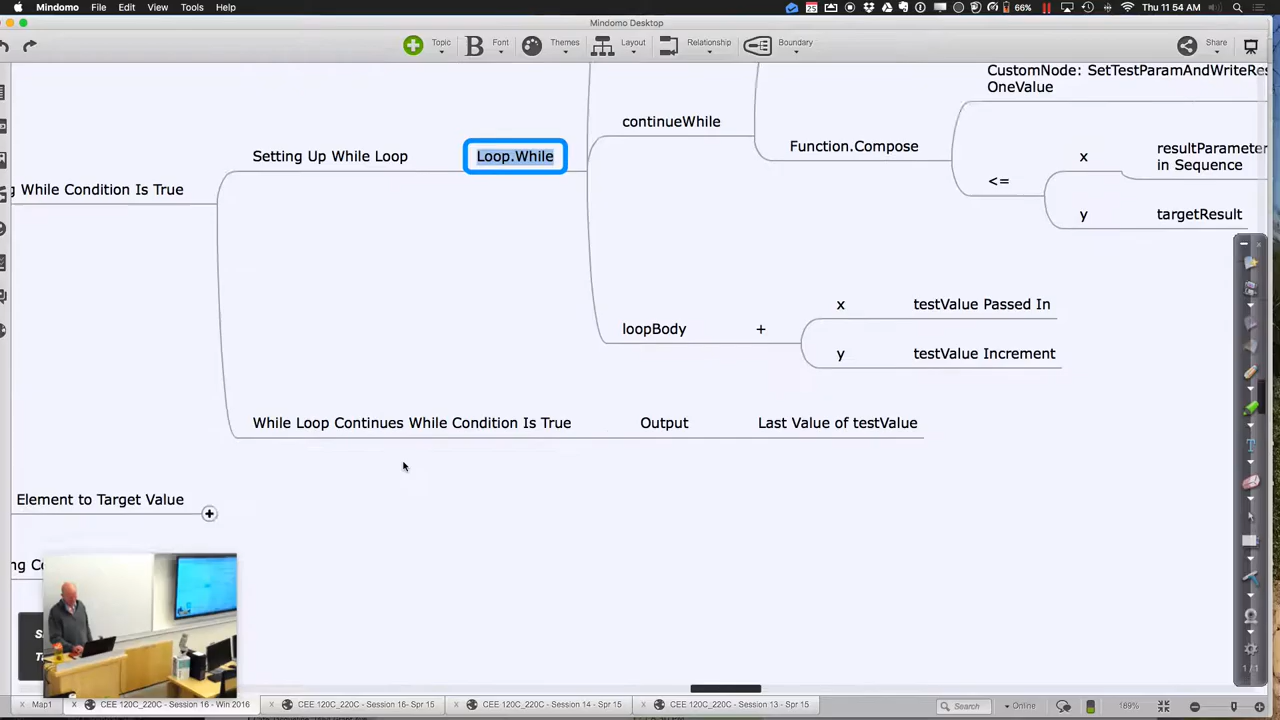 Mindomo File Edit View Tools Help
66% Thu 11:54 AM
Mindomo Desktop
Topic
Font
Themes
Layout
Relationship
Boundary
Share
CustomNode: SetTestParamAndWriteRes
OneValue
continueWhile
Function.Compose
x
resultParameter
in Sequence
<=
y
targetResult
Setting Up While Loop
Loop.While
g While Condition Is True
x
testValue Passed In
loopBody
+
y
testValue Increment
While Loop Continues While Condition Is True
Output
Last Value of testValue
Element to Target Value
ng Co
1/1
Map1
CEE 120C_220C - Session 16 - Win 2016
CEE 120C_220C - Session 16- Spr 15
CEE 120C_220C - Session 14 - Spr 15
CEE 120C_220C - Session 13 - Spr 15
Search
Online
189%